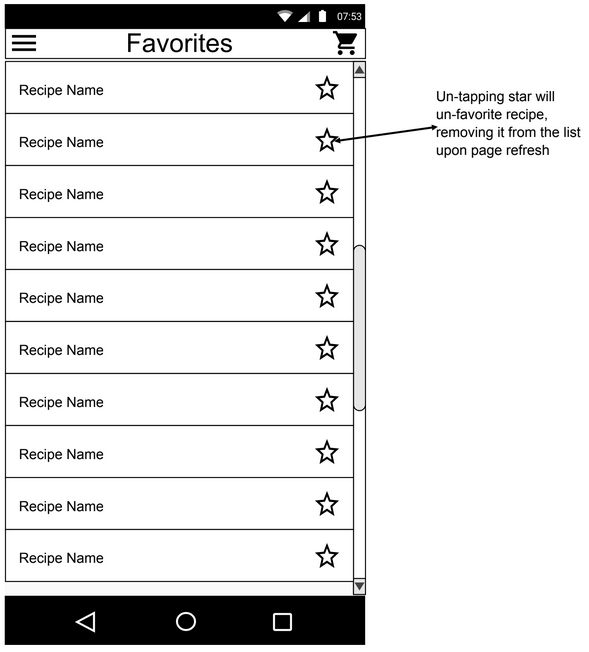 07:53
Favorites
Recipe Name
Recipe Name
Recipe Name
Recipe Name
Recipe Name
Recipe Name
Recipe Name
Recipe Name
Recipe Name
Recipe Name
Un-tapping star will
un-favorite recipe,
removing it from the list
upon page refresh